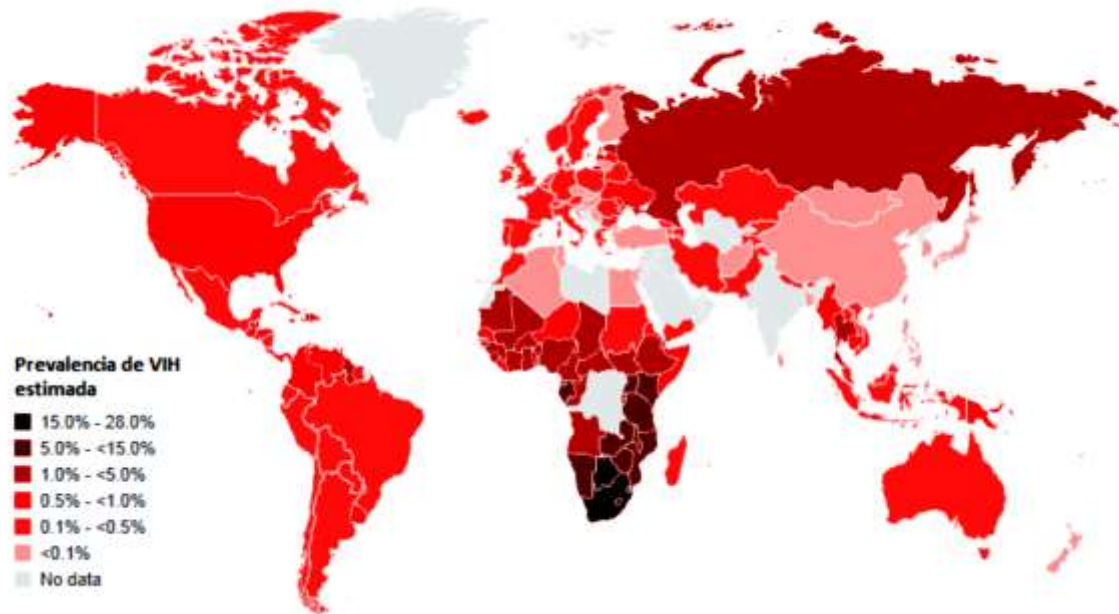 Prevalencia de VIH
estimada
15.0% - 28.0%
5.0% - <15.0%
1.0% - <5.0%
0.5% - <1.0%
0.1% - <0.5%
<0.1%
No data